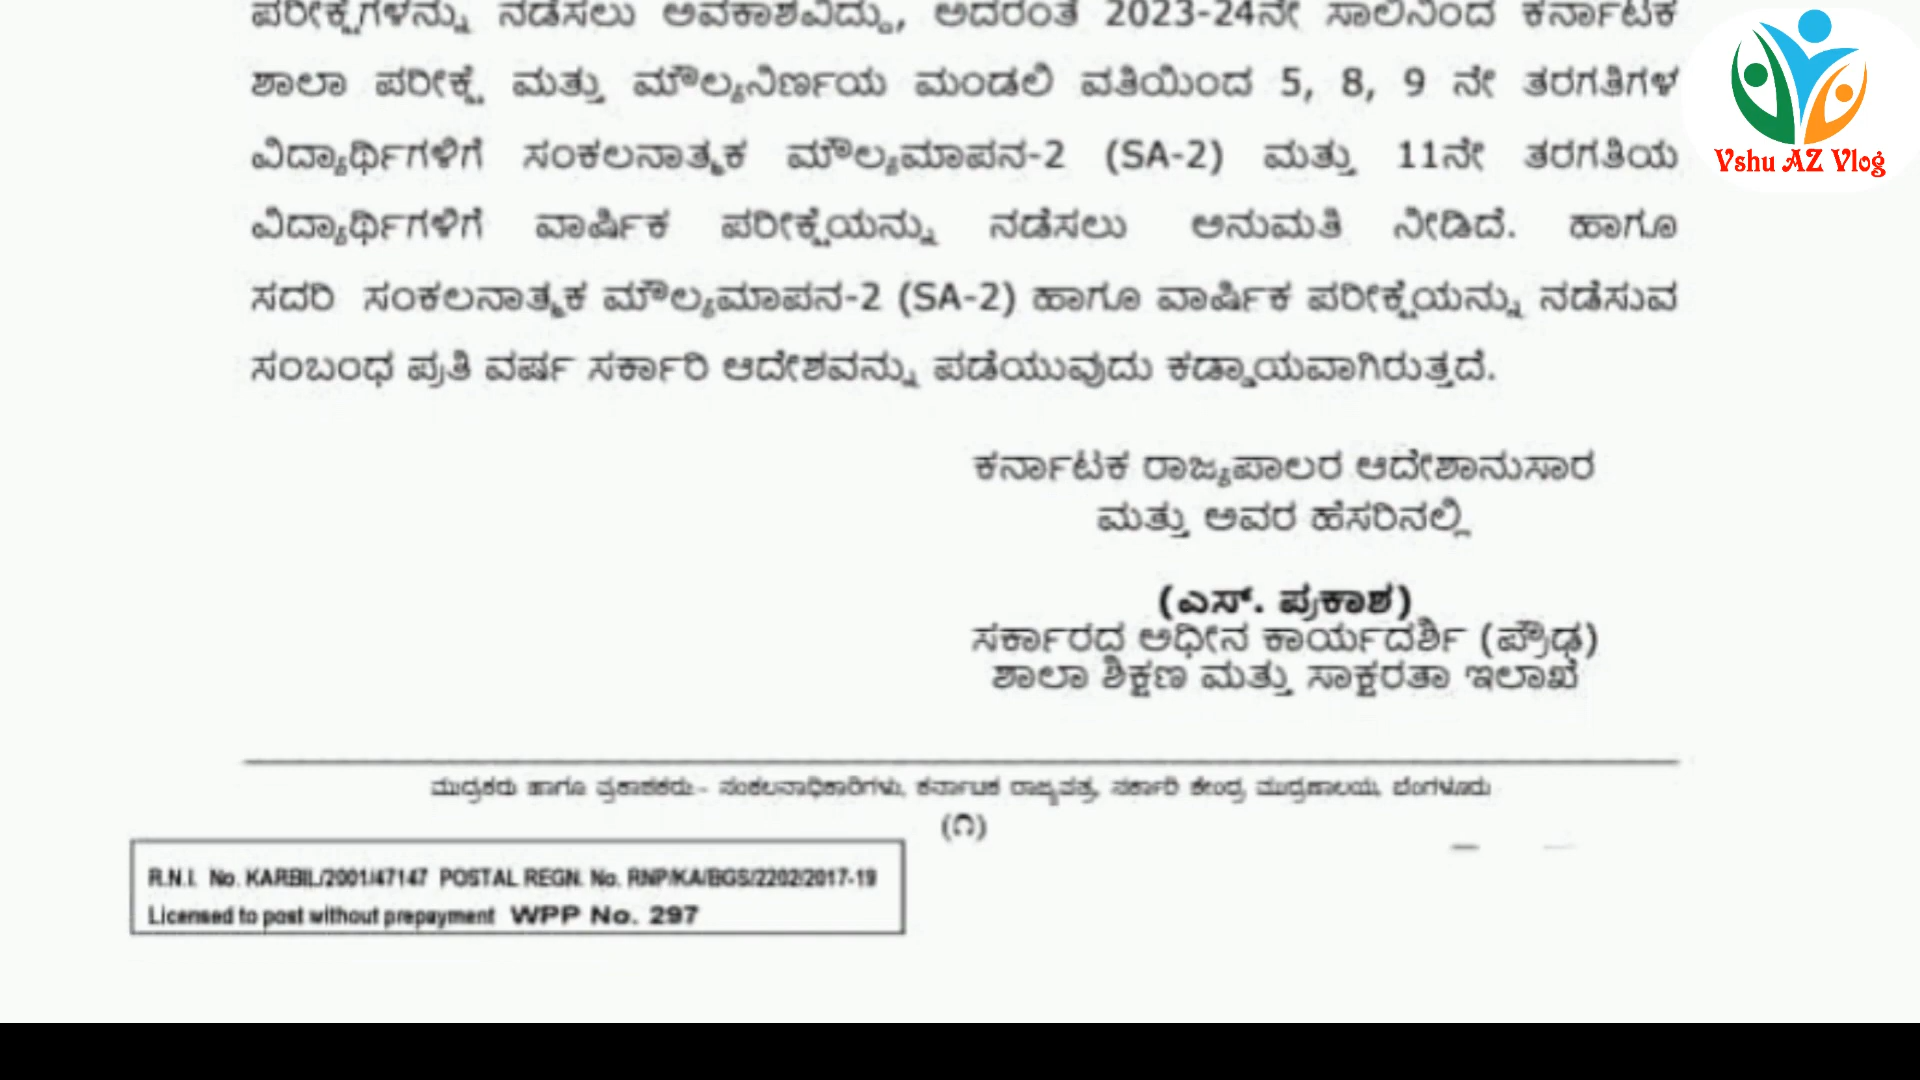 ಪರೀಕ್ಷೆಗಳನ್ನು ನಡೆಸಲು ಅವಕಾಶವಿದ್ದು, ಅದರಂತೆ 2023-24ನೇ ಸಾಲಿನಿಂದ ಕರ್ನಾಟಕ
ಶಾಲಾ ಪರೀಕ್ಷೆ ಮತ್ತು ಮೌಲ್ಯನಿರ್ಣಯ ಮಂಡಲಿ ವತಿಯಿಂದ 5, 8, 9 ನೇ ತರಗತಿಗಳ
ವಿದ್ಯಾರ್ಥಿಗಳಿಗೆ ಸಂಕಲನಾತ್ಮಕ ಮೌಲ್ಯಮಾಪನ-2 (SA-2) ಮತ್ತು 11ನೇ ತರಗತಿಯ
ವಿದ್ಯಾರ್ಥಿಗಳಿಗೆ ವಾರ್ಷಿಕ ಪರೀಕ್ಷೆಯನ್ನು ನಡೆಸಲು ಅನುಮತಿ ನೀಡಿದೆ. ಹಾಗೂ
ಸದರಿ ಸಂಕಲನಾತ್ಮಕ ಮೌಲ್ಯಮಾಪನ-2 (SA-2) ಹಾಗೂ ವಾರ್ಷಿಕ ಪರೀಕ್ಷೆಯನ್ನು ನಡೆಸುವ
ಸಂಬಂಧ ಪ್ರತಿ ವರ್ಷ ಸರ್ಕಾರಿ ಆದೇಶವನ್ನು ಪಡೆಯುವುದು ಕಡ್ಡಾಯವಾಗಿರುತ್ತದೆ.
ಕರ್ನಾಟಕ ರಾಜ್ಯಪಾಲರ ಆದೇಶಾನುಸಾರ
ಮತ್ತು ಅವರ ಹೆಸರಿನಲ್ಲಿ
(ಎಸ್. ಪ್ರಕಾಶ)
ಸರ್ಕಾರದ ಅಧೀನ ಕಾರ್ಯದರ್ಶಿ (ಪ್ರೌಢ)
ಶಾಲಾ ಶಿಕ್ಷಣ ಮತ್ತು ಸಾಕ್ಷರತಾ ಇಲಾಖೆ
ಮುದ್ರಕರು ಹಾಗೂ ಪ್ರಕಾಶಕರು:- ಸಂಕಲನಾಧಿಕಾರಿಗಳು, ಕರ್ನಾಟಕ ರಾಜ್ಯಪತ್ರ, ಸರ್ಕಾರಿ ಕೇಂದ್ರ ಮುದ್ರಣಾಲಯ, ಬೆಂಗಳೂರು
(೧)
R.N.I. No. KARBIL/2001/47147 POSTAL REGN. No. RNP/KA/BGS/2202/2017-19
Licensed to post without prepayment WPP No. 297
Vshu AZ Vlog